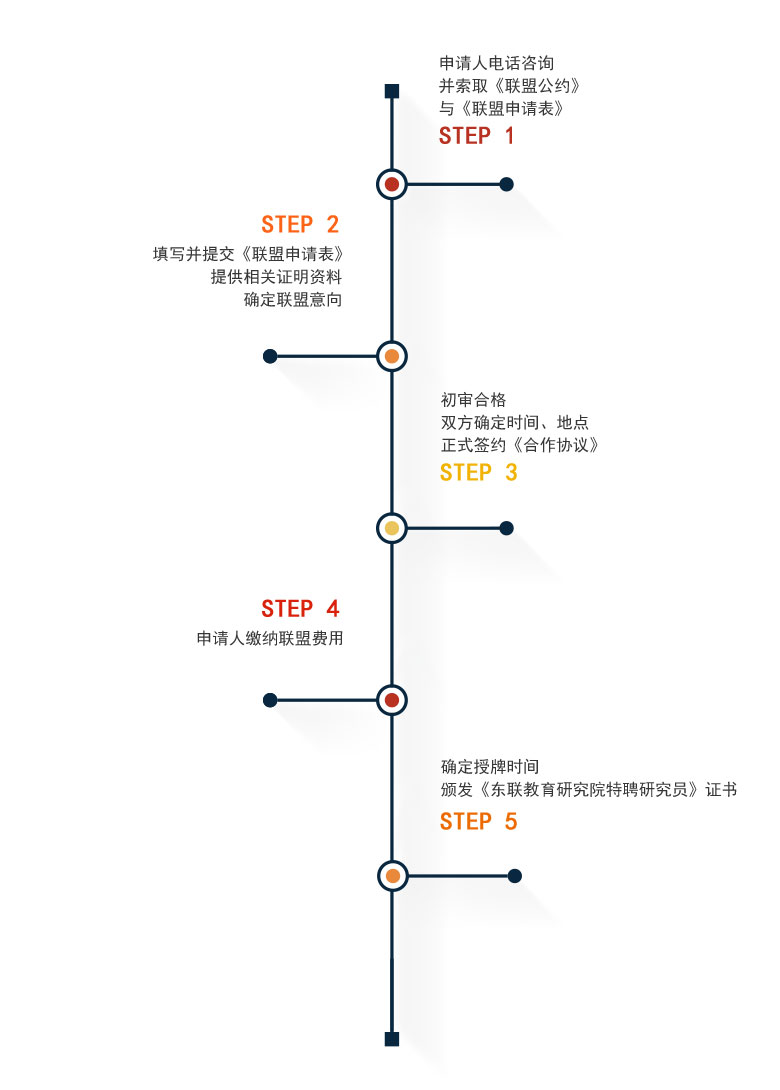 申请人电话咨询
并索取《联盟公约》
与《联盟申请表》
STEP 1
STEP 2
填写并提交《联盟申请表》
提供相关证明资料
确定联盟意向
初审合格
双方确定时间、地点
正式签约《合作协议》
STEP 3
STEP 4
申请人缴纳联盟费用
确定授牌时间
颁发《东联教育研究院特聘研究员》证书
STEP 5